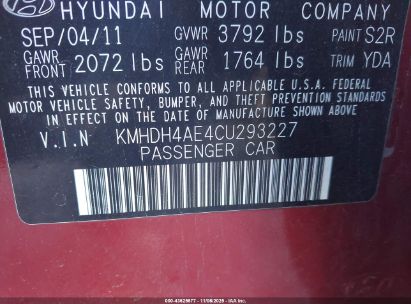 HYUNDAI MOTOR COMPANY
SEP/04/11 GVWR 3792 lbs PAINT S2R
GAWR FRONT 2072 lbs GAWR REAR 1764 lbs TRIM YDA
THIS VEHICLE CONFORMS TO ALL APPLICABLE U.S.A. FEDERAL
MOTOR VEHICLE SAFETY, BUMPER, AND THEFT PREVENTION STANDARDS
IN EFFECT ON THE DATE OF MANUFACTURE SHOWN ABOVE.
V.I.N KMHDH4AE4CU293227
PASSENGER CAR